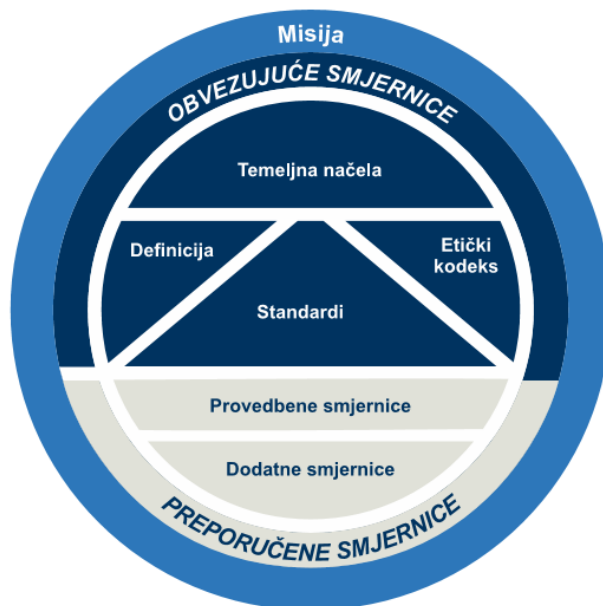 Misija
OBVEZUJUĆE SMJERNICE
Temeljna načela
Definicija
Etički
kodeks
Standardi
Provedbene smjernice
Dodatne smjernice
PREPORUČENE SMJERNICE